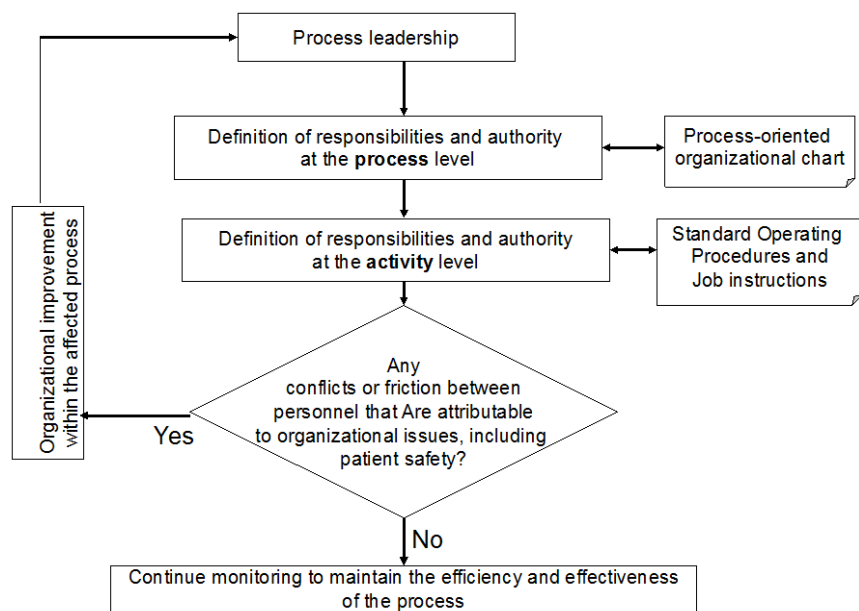 Process leadership
Definition of responsibilities and authority
at the process level
Process-oriented
organizational chart
Definition of responsibilities and authority
at the activity level
Standard Operating
Procedures and
Job instructions
Organizational improvement
within the affected process
Any
conflicts or friction between
personnel that Are attributable
to organizational issues, including
patient safety?
Yes
No
Continue monitoring to maintain the efficiency and effectiveness
of the process